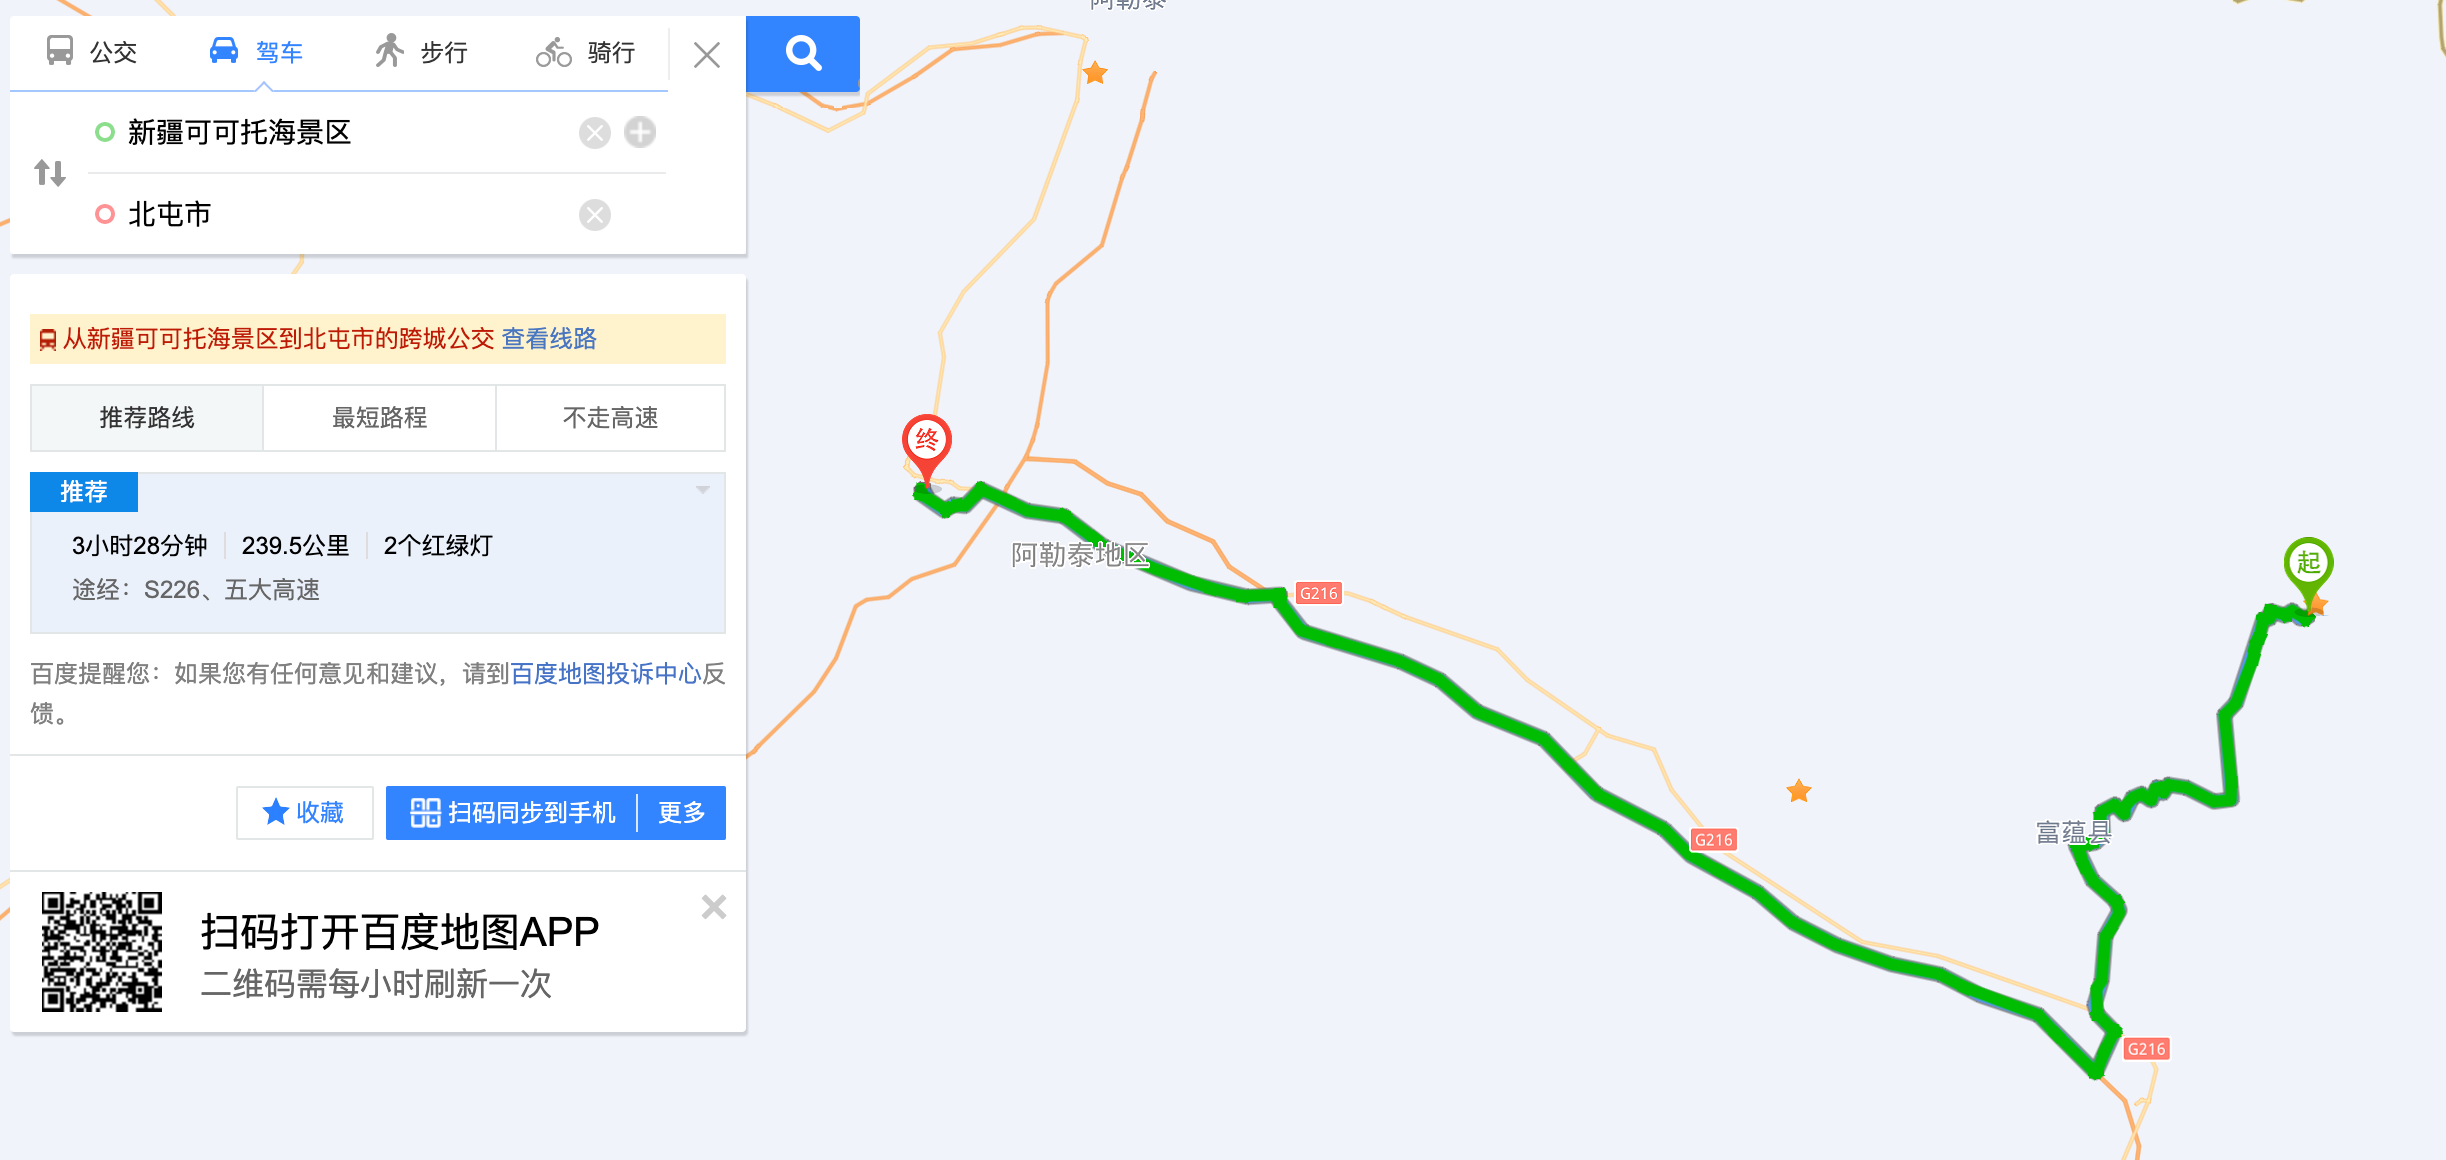 公交
驾车
步行
骑行
新疆可可托海景区
北屯市
从新疆可可托海景区到北屯市的跨城公交 查看线路
推荐路线
最短路程
不走高速
推荐
3小时28分钟
239.5公里
2个红绿灯
途经：S226、五大高速
百度提醒您：如果您有任何意见和建议，请到百度地图投诉中心反
馈。
收藏
扫码同步到手机
更多
扫码打开百度地图APP
二维码需每小时刷新一次
阿勒泰
终
阿勒泰地区
G216
起
富蕴县
G216
G216